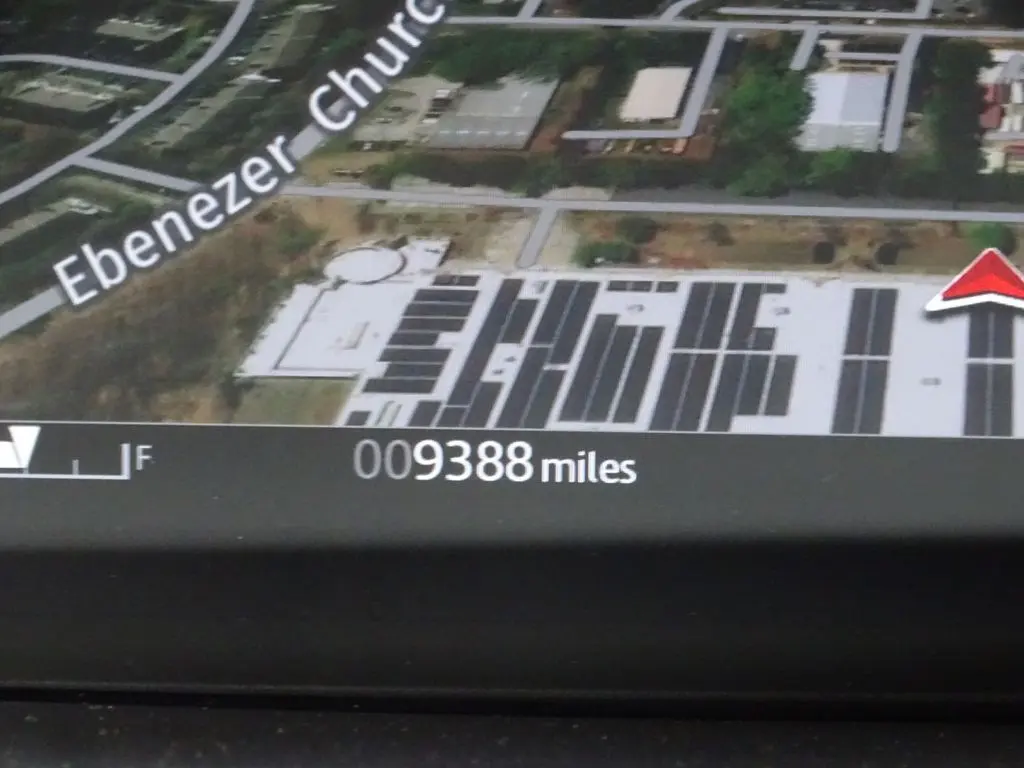 Ebenezer Churc
F
009388 miles